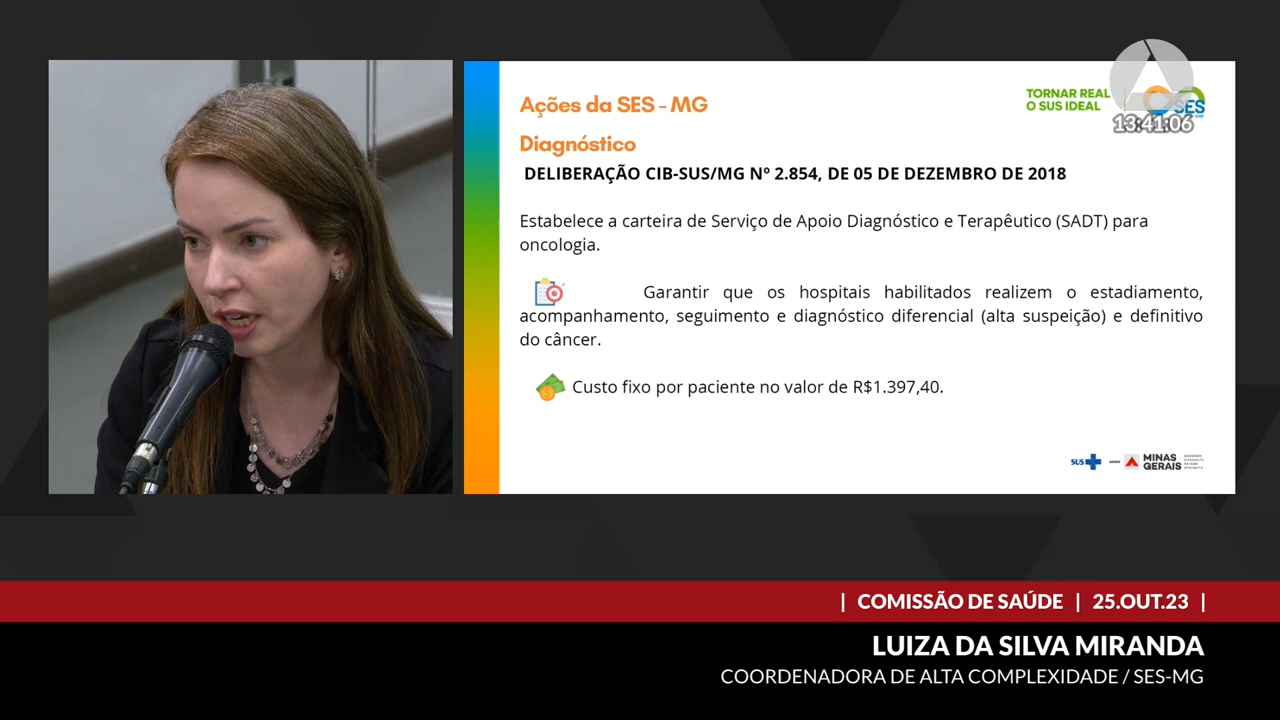 Ações da SES - MG
TORNAR REAL
O SUS IDEAL
SES
13:41:06
Diagnóstico
DELIBERAÇÃO CIB-SUS/MG Nº 2.854, DE 05 DE DEZEMBRO DE 2018
Estabelece a carteira de Serviço de Apoio Diagnóstico e Terapêutico (SADT) para
oncologia.
Garantir que os hospitais habilitados realizem o estadiamento,
acompanhamento, seguimento e diagnóstico diferencial (alta suspeição) e definitivo
do câncer.
Custo fixo por paciente no valor de R$1.397,40.
SUS
MINAS
GERAIS
| COMISSÃO DE SAÚDE | 25.OUT.23 |
LUIZA DA SILVA MIRANDA
COORDENADORA DE ALTA COMPLEXIDADE / SES-MG